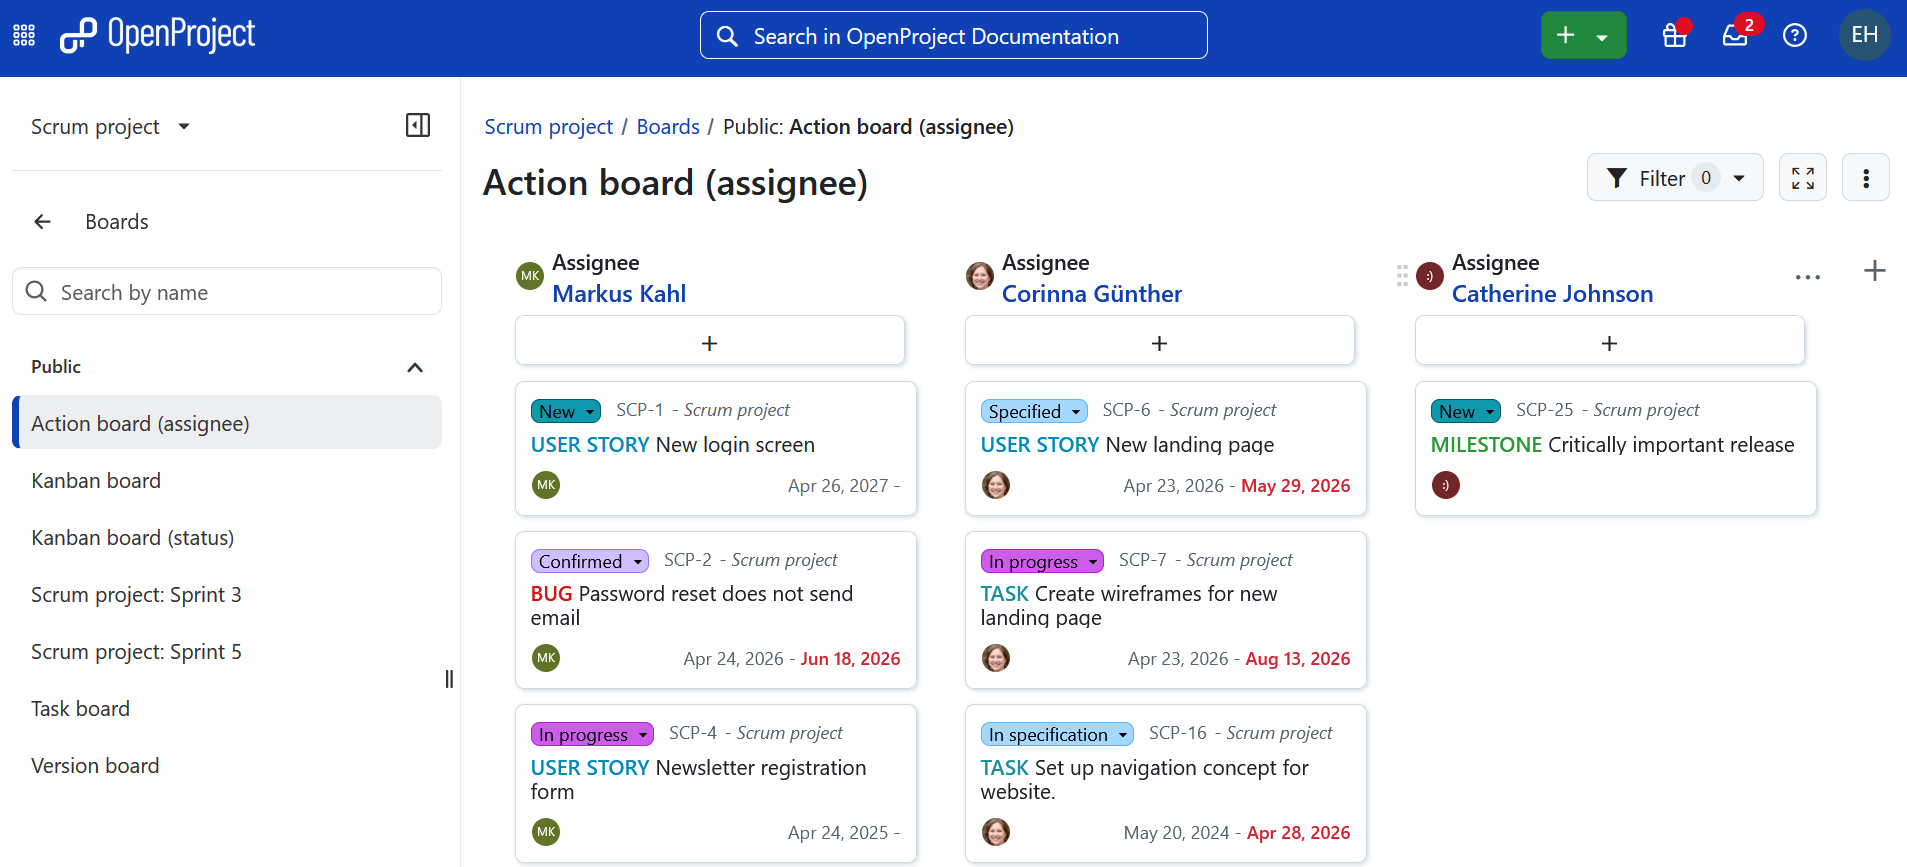 OpenProject
Search in OpenProject Documentation
+
2
EH
Scrum project
Boards
Search by name
Public
Action board (assignee)
Kanban board
Kanban board (status)
Scrum project: Sprint 3
Scrum project: Sprint 5
Task board
Version board
Scrum project / Boards / Public: Action board (assignee)
Action board (assignee)
Filter 0
MK
Assignee
Markus Kahl
+
New SCP-1 - Scrum project
USER STORY New login screen
MK Apr 26, 2027 -
Confirmed SCP-2 - Scrum project
BUG Password reset does not send
email
MK Apr 24, 2026 - Jun 18, 2026
In progress SCP-4 - Scrum project
USER STORY Newsletter registration
form
MK Apr 24, 2025 -
Assignee
Corinna Günther
+
Specified SCP-6 - Scrum project
USER STORY New landing page
Apr 23, 2026 - May 29, 2026
In progress SCP-7 - Scrum project
TASK Create wireframes for new
landing page
Apr 23, 2026 - Aug 13, 2026
In specification SCP-16 - Scrum project
TASK Set up navigation concept for
website.
May 20, 2024 - Apr 28, 2026
:)
Assignee
Catherine Johnson
+
New SCP-25 - Scrum project
MILESTONE Critically important release
:)
+